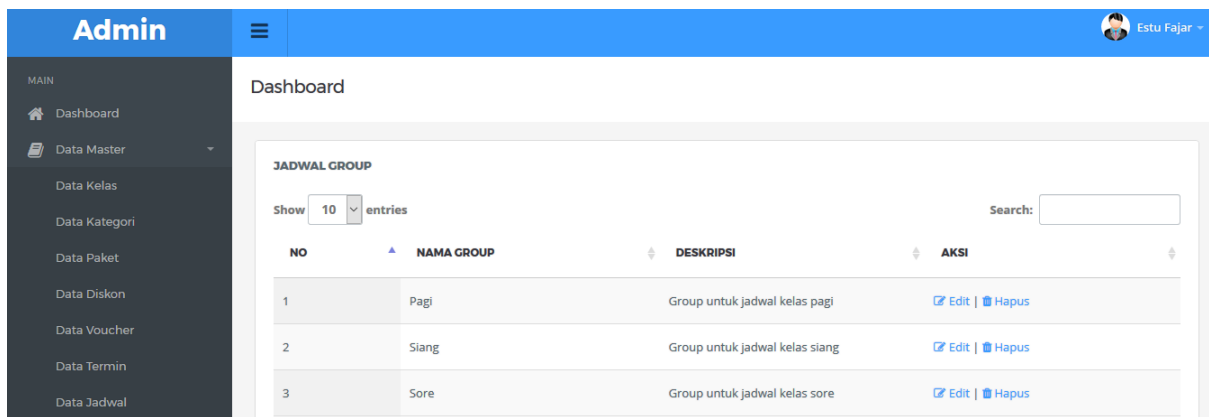 Admin
Estu Fajar
MAIN
Dashboard
Data Master
Data Kelas
Data Kategori
Data Paket
Data Diskon
Data Voucher
Data Termin
Data Jadwal
Dashboard
JADWAL GROUP
Show 10 entries
Search:
NO NAMA GROUP DESKRIPSI AKSI
1 Pagi Group untuk jadwal kelas pagi Edit | Hapus
2 Siang Group untuk jadwal kelas siang Edit | Hapus
3 Sore Group untuk jadwal kelas sore Edit | Hapus